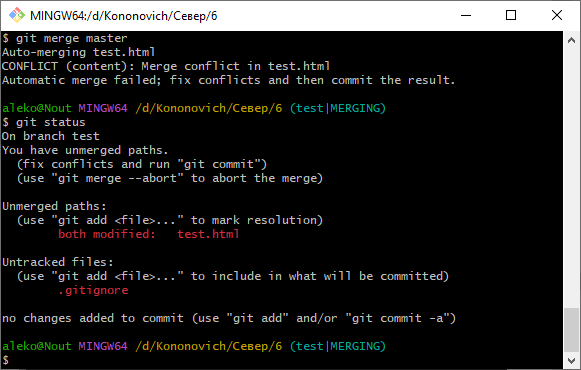 MINGW64:/d/Kononovich/Север/6
$ git merge master
Auto-merging test.html
CONFLICT (content): Merge conflict in test.html
Automatic merge failed; fix conflicts and then commit the result.
aleko@Nout MINGW64 /d/Kononovich/Север/6 (test|MERGING)
$ git status
On branch test
You have unmerged paths.
  (fix conflicts and run "git commit")
  (use "git merge --abort" to abort the merge)
Unmerged paths:
  (use "git add <file>..." to mark resolution)
        both modified:   test.html
Untracked files:
  (use "git add <file>..." to include in what will be committed)
        .gitignore
no changes added to commit (use "git add" and/or "git commit -a")
aleko@Nout MINGW64 /d/Kononovich/Север/6 (test|MERGING)
$